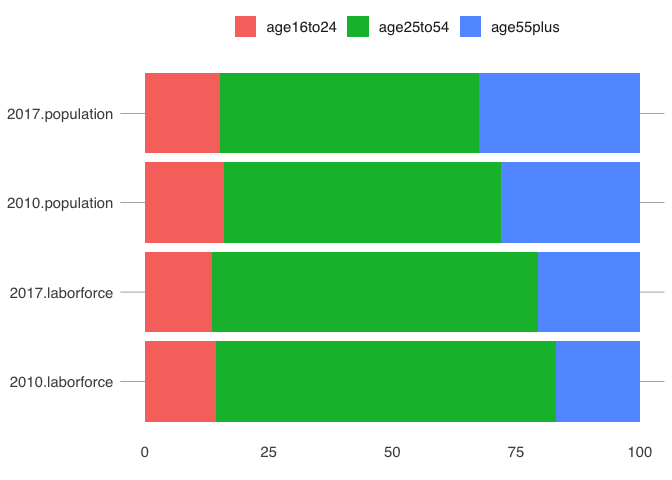 age16to24 age25to54 age55plus
2017.population
2010.population
2017.laborforce
2010.laborforce
0 25 50 75 100